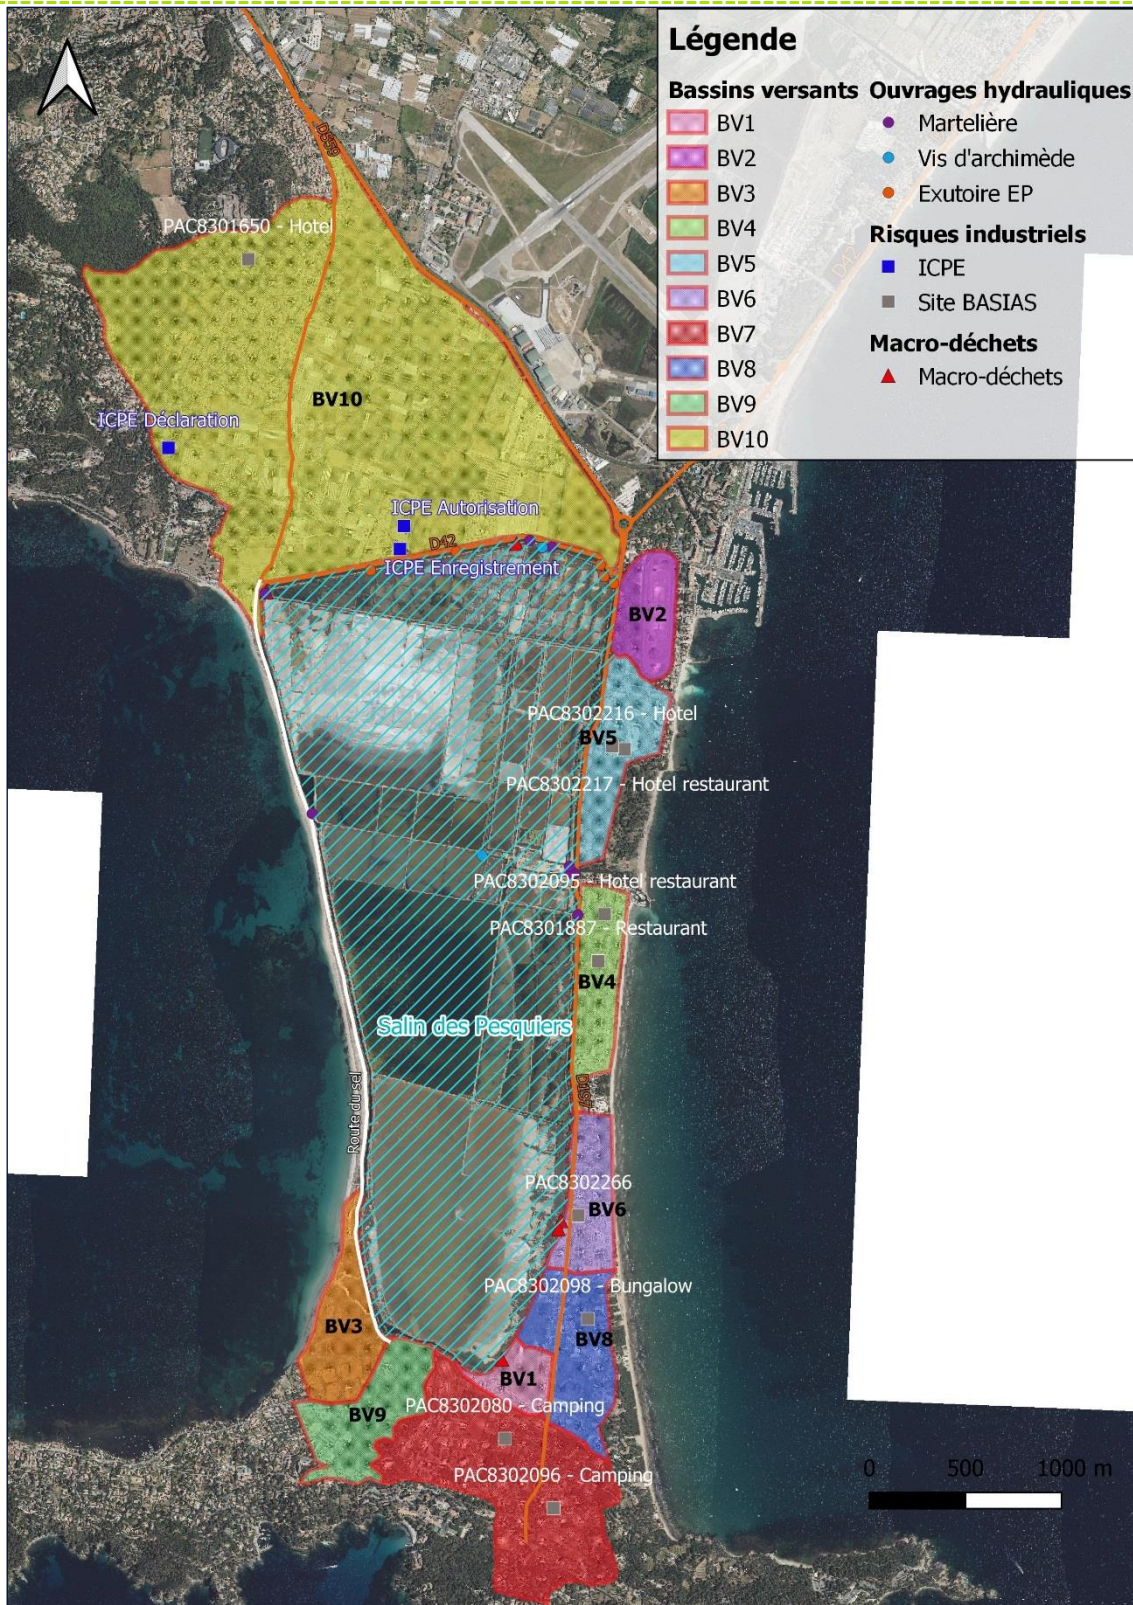 Légende
Bassins versants
BV1
BV2
BV3
BV4
BV5
BV6
BV7
BV8
BV9
BV10
Ouvrages hydrauliques
Martelière
Vis d'archimède
Exutoire EP
Risques industriels
ICPE
Site BASIAS
Macro-déchets
Macro-déchets
D559
D42
PAC8301650 - Hotel
BV10
ICPE Déclaration
ICPE Autorisation
D42
ICPE Enregistrement
BV2
PAC8302216 - Hotel
BV5
PAC8302217 - Hotel restaurant
PAC8302095 - Hotel restaurant
PAC8301887 - Restaurant
BV4
Salin des Pesquiers
D197
Route du sel
PAC8302266
BV6
PAC8302098 - Bungalow
BV3
BV8
BV1
PAC8302080 - Camping
BV9
PAC8302096 - Camping
0 500 1000 m